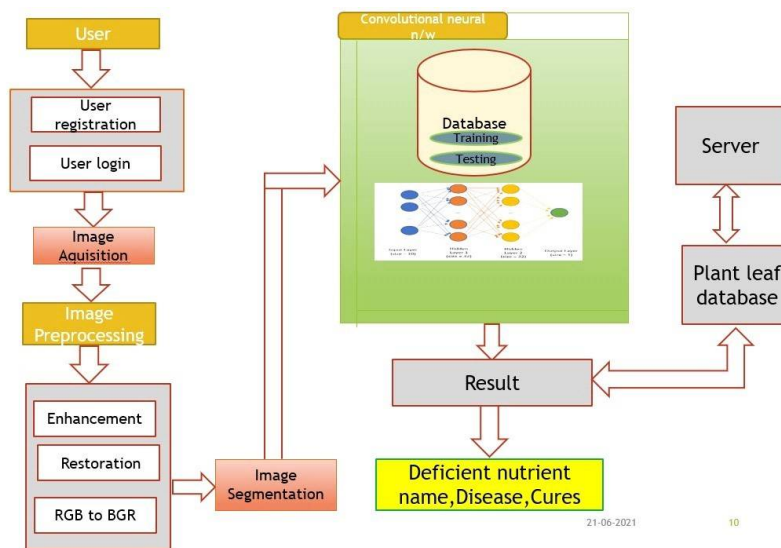 User
User
registration
User login
Image
Aquisition
Image
Preprocessing
Enhancement
Restoration
RGB to BGR
Image
Segmentation
Convolutional neural
n/w
Database
Training
Testing
Result
Deficient nutrient
name,Disease,Cures
Server
Plant leaf
database
21-06-2021
10